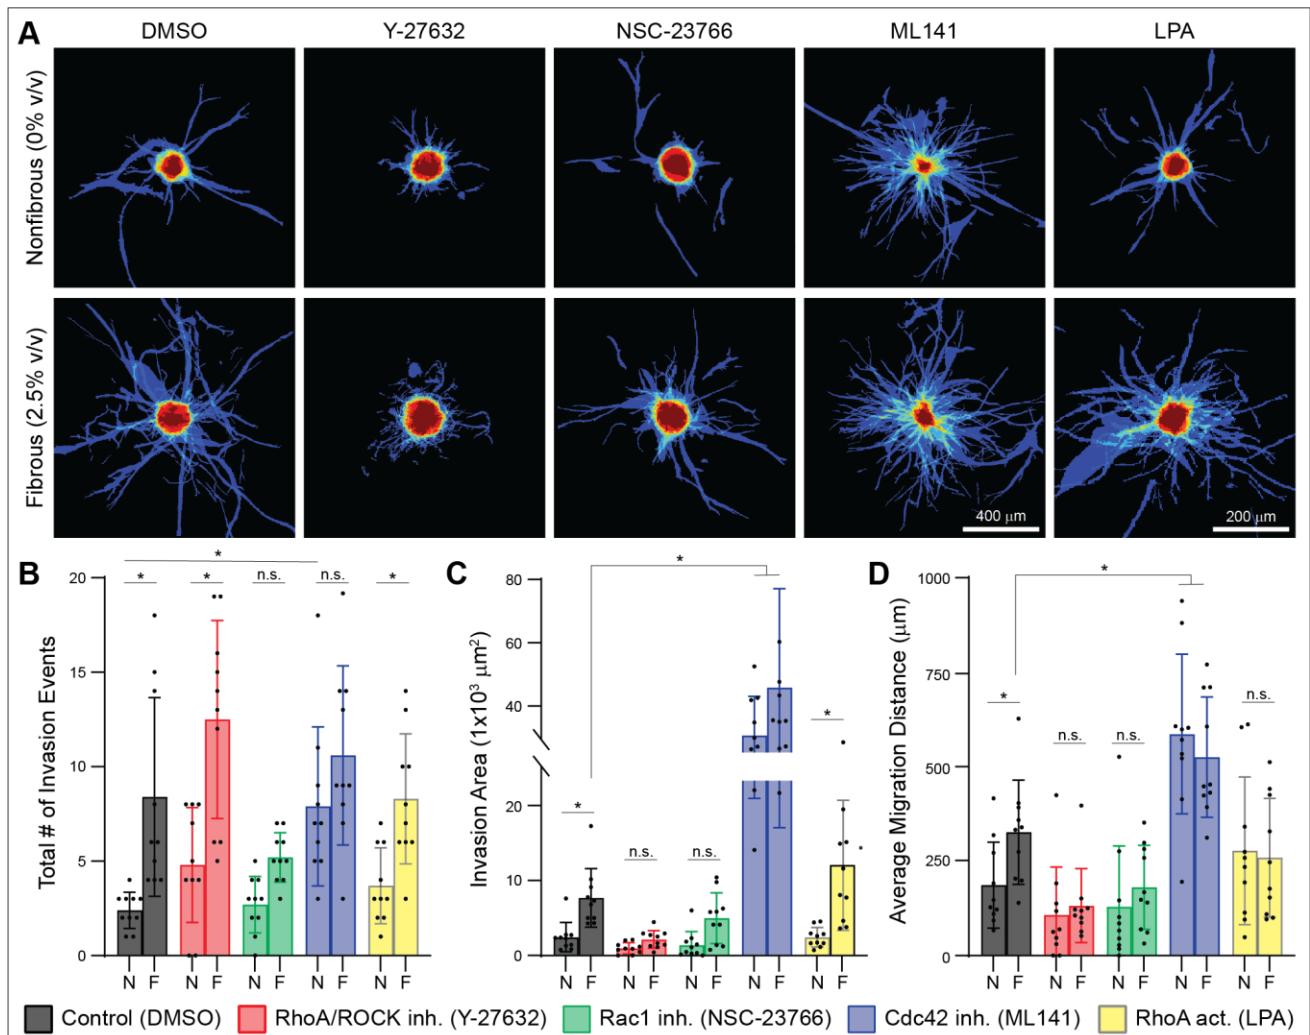 A
DMSO
Y-27632
NSC-23766
ML141
LPA
Nonfibrous (0% v/v)
Fibrous (2.5% v/v)
400 µm
200 µm
B
Total # of Invasion Events
20
15
10
5
0
*
*
*
n.s.
n.s.
*
N F N F N F N F N F
C
Invasion Area (1x10³ µm²)
80
60
40
20
10
0
*
*
n.s.
n.s.
*
N F N F N F N F N F
D
Average Migration Distance (µm)
1000
750
500
250
0
*
*
n.s.
n.s.
n.s.
N F N F N F N F N F
Control (DMSO)
RhoA/ROCK inh. (Y-27632)
Rac1 inh. (NSC-23766)
Cdc42 inh. (ML141)
RhoA act. (LPA)